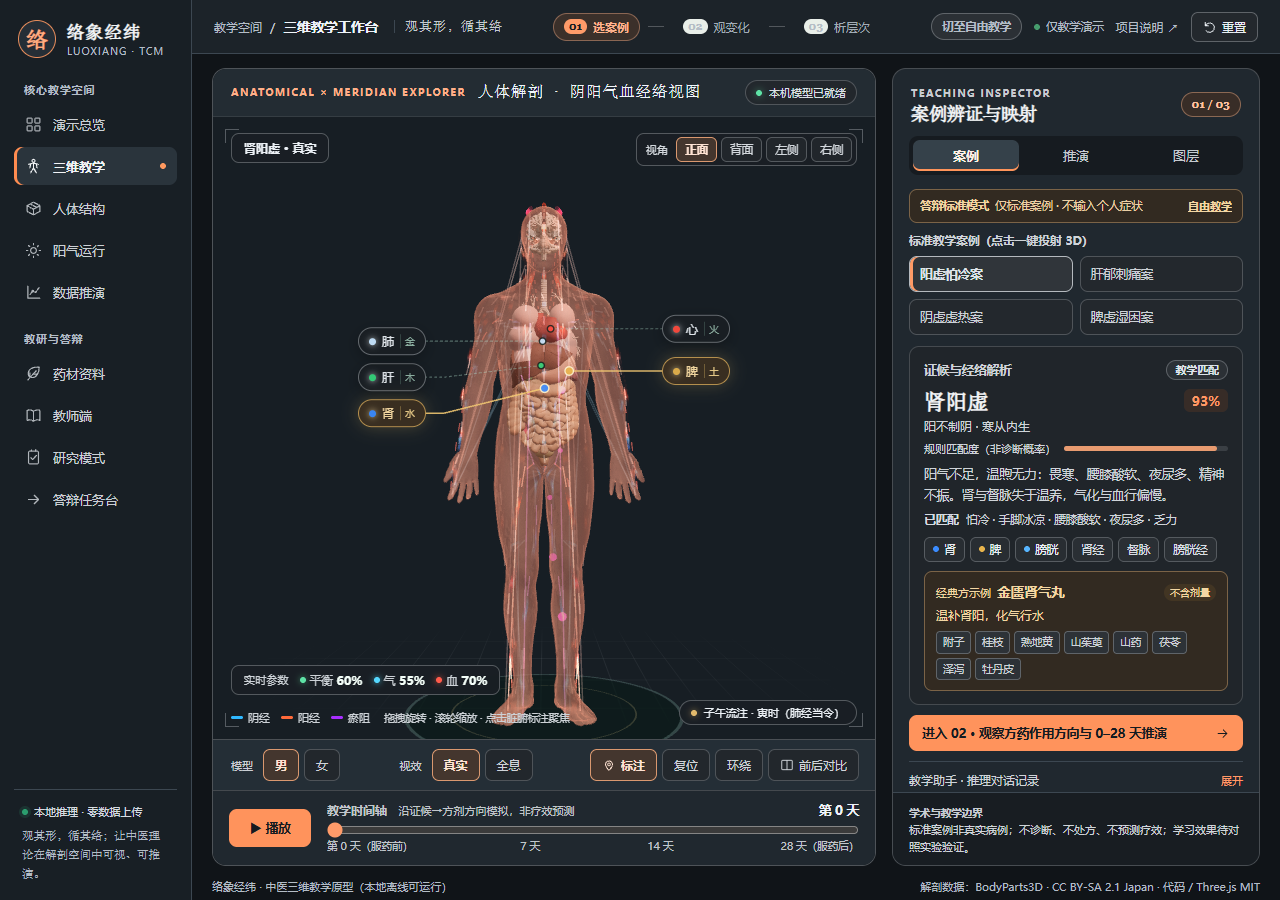 络
络象经纬
LUOXIANG · TCM
核心教学空间
演示总览
三维教学
人体结构
阳气运行
数据推演
教研与答辩
药材资料
教师端
研究模式
答辩任务台
本地推理 · 零数据上传
观其形，循其络；让中医理
论在解剖空间中可视、可推
演。
教学空间 / 三维教学工作台
观其形，循其络
01 选案例
02 观变化
03 析层次
切至自由教学
仅教学演示
项目说明 ↗
重置
ANATOMICAL × MERIDIAN EXPLORER 人体解剖 · 阴阳气血经络视图
本机模型已就绪
肾阳虚 • 真实
视角 正面 背面 左侧 右侧
肺 金
肝 木
肾 水
心 火
脾 土
实时参数 平衡 60% 气 55% 血 70%
阴经 阳经 瘀阻 拖拽旋转 · 滚轮缩放 · 点击脏腑标注聚焦
子午流注 · 寅时（肺经当令）
模型 男 女
视效 真实 全息
标注 复位 环绕 前后对比
▶ 播放
教学时间轴 沿证候→方剂方向模拟，非疗效预测
第 0 天
第 0 天（服药前） 7 天 14 天 28 天（服药后）
TEACHING INSPECTOR
案例辨证与映射
01 / 03
案例 推演 图层
答辩标准模式 仅标准案例 · 不输入个人症状 自由教学
标准教学案例（点击一键投射 3D）
阳虚怕冷案 肝郁刺痛案
阴虚虚热案 脾虚湿困案
证候与经络解析 教学匹配
肾阳虚 93%
阳不制阴 · 寒从内生
规则匹配度（非诊断概率）
阳气不足，温煦无力：畏寒、腰膝酸软、夜尿多、精神
不振。肾与督脉失于温养，气化与血行偏慢。
已匹配 怕冷 · 手脚冰凉 · 腰膝酸软 · 夜尿多 · 乏力
肾 脾 膀胱 肾经 督脉 膀胱经
经典方示例 金匮肾气丸 不含剂量
温补肾阳，化气行水
附子 桂枝 熟地黄 山茱萸 山药 茯苓
泽泻 牡丹皮
进入 02 • 观察方药作用方向与 0–28 天推演 →
教学助手 · 推理对话记录 展开
学术与教学边界
标准案例非真实病例；不诊断、不处方、不预测疗效；学习效果待对
照实验验证。
络象经纬 · 中医三维教学原型（本地离线可运行）
解剖数据：BodyParts3D · CC BY-SA 2.1 Japan · 代码 / Three.js MIT